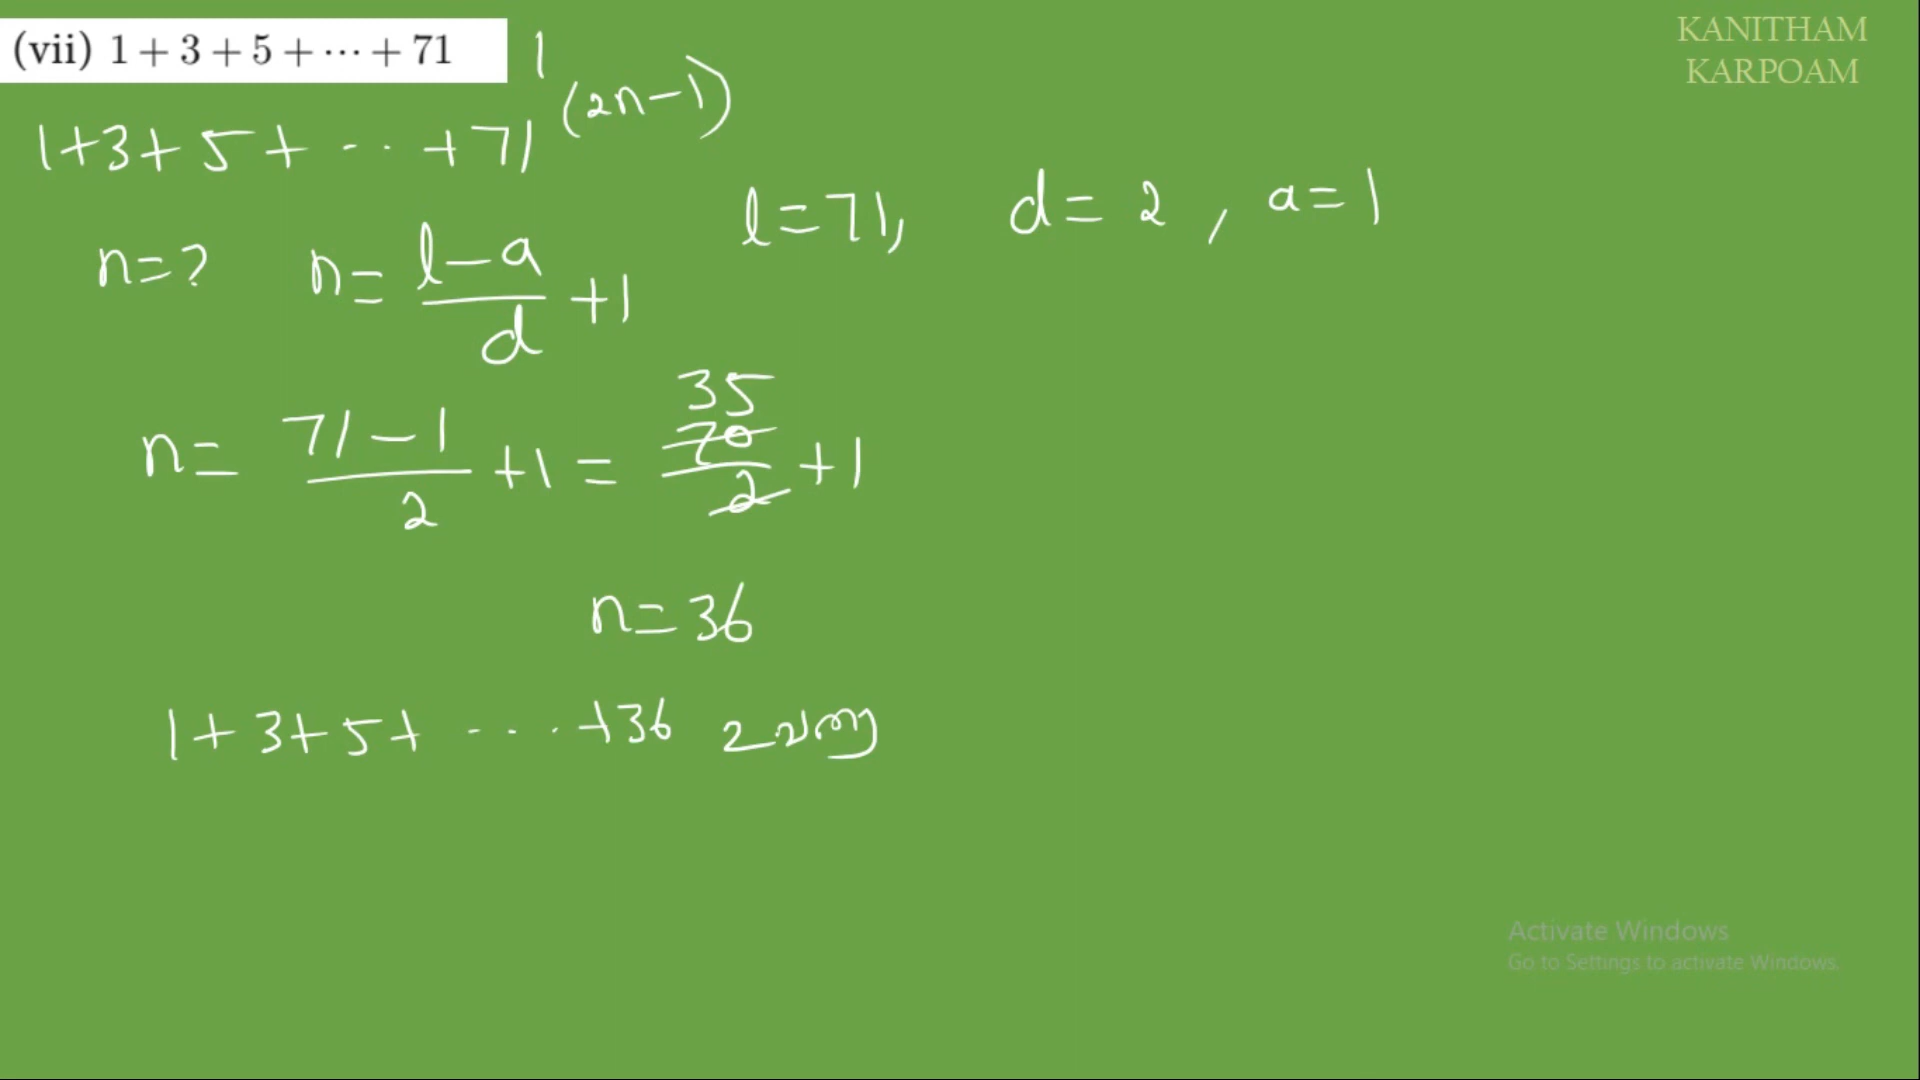 (vii) 1 + 3 + 5 + ⋯ + 71
KANITHAM
KARPOAM
(2n-1)
1+3+5+ ... +71
l=71, d=2, a=1
n=? n= (l-a)/d +1
n= (71-1)/2 +1 = 70/2 +1
35
n=36
1+3+5+ .... +36
Activate Windows
Go to Settings to activate Windows.